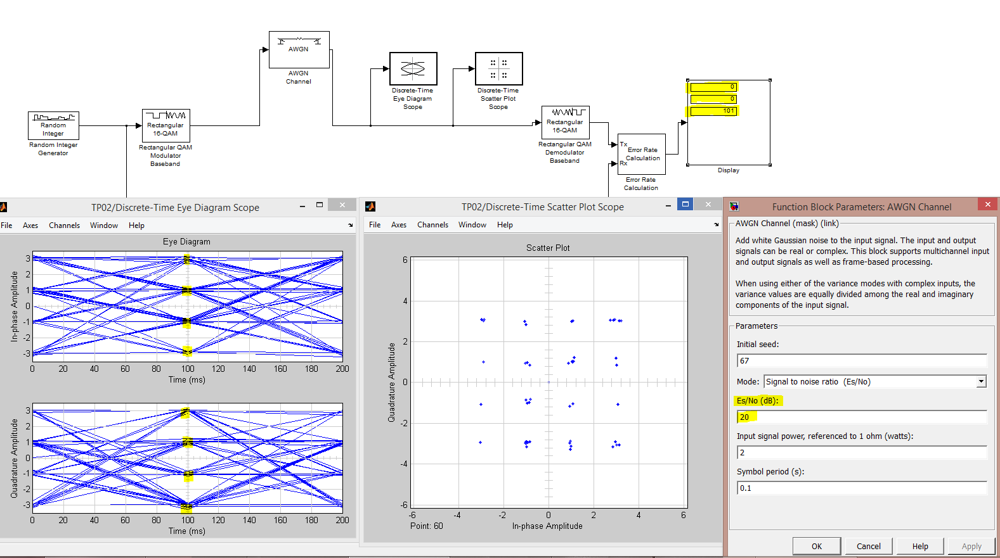 AWGN
AWGN
Channel
Discrete-Time
Eye Diagram
Scope
Discrete-Time
Scatter Plot
Scope
0
0
101
Display
Random
Integer
Random Integer
Generator
Rectangular
16-QAM
Rectangular QAM
Modulator
Baseband
Rectangular
16-QAM
Rectangular QAM
Demodulator
Baseband
Tx
Error Rate
Calculation
Rx
Error Rate
Calculation
TP02/Discrete-Time Eye Diagram Scope
File Axes Channels Window Help
Eye Diagram
In-phase Amplitude
3
2
1
0
-1
-2
-3
0 20 40 60 80 100 120 140 160 180 200
Time (ms)
Quadrature Amplitude
3
2
1
0
-1
-2
-3
0 20 40 60 80 100 120 140 160 180 200
Time (ms)
TP02/Discrete-Time Scatter Plot Scope
File Axes Channels Window Help
Scatter Plot
Quadrature Amplitude
6
4
2
0
-2
-4
-6
-6 -4 -2 0 2 4 6
Point: 60
In-phase Amplitude
Function Block Parameters: AWGN Channel
AWGN Channel (mask) (link)
Add white Gaussian noise to the input signal. The input and output
signals can be real or complex. This block supports multichannel input
and output signals as well as frame-based processing.
When using either of the variance modes with complex inputs, the
variance values are equally divided among the real and imaginary
components of the input signal.
Parameters
Initial seed:
67
Mode: Signal to noise ratio (Es/No)
Es/No (dB):
20
Input signal power, referenced to 1 ohm (watts):
2
Symbol period (s):
0.1
OK Cancel Help Apply